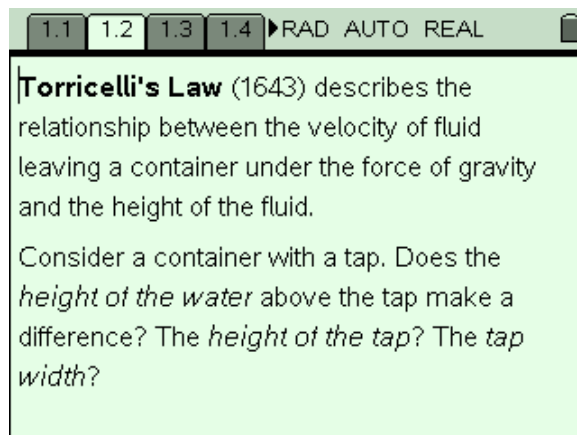 1.1 1.2 1.3 1.4 RAD AUTO REAL
Torricelli's Law (1643) describes the
relationship between the velocity of fluid
leaving a container under the force of gravity
and the height of the fluid.
Consider a container with a tap. Does the
height of the water above the tap make a
difference? The height of the tap? The tap
width?